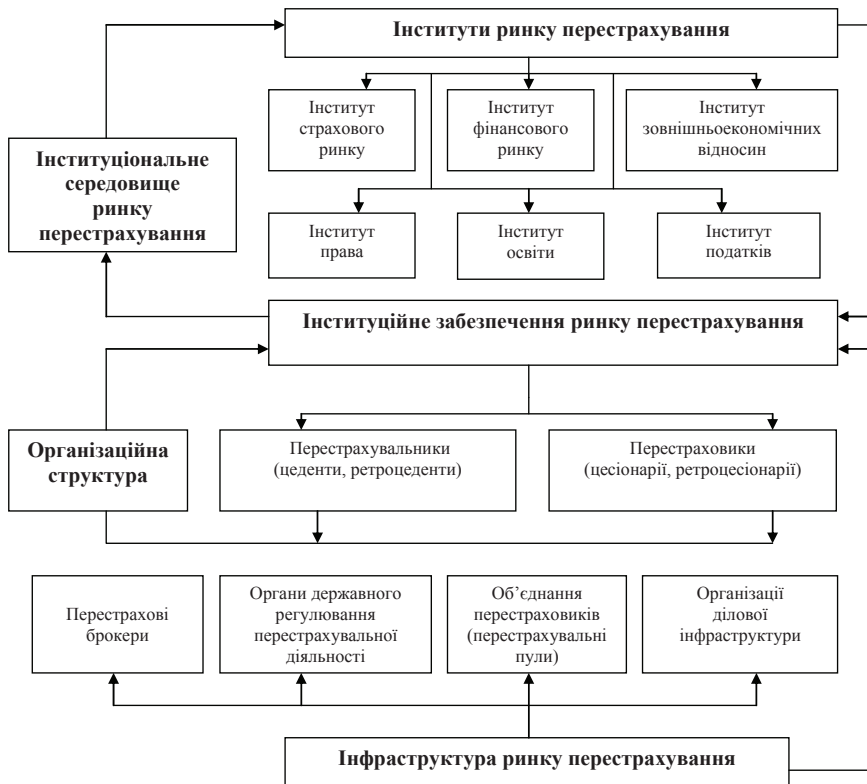 Інститути ринку перестрахування
Інститут
страхового
ринку
Інститут
фінансового
ринку
Інститут
зовнішньоекономічних
відносин
Інституціональне
середовище
ринку
перестрахування
Інститут
права
Інститут
освіти
Інститут
податків
Інституційне забезпечення ринку перестрахування
Організаційна
структура
Перестрахувальники
(цеденти, ретроцеденти)
Перестраховики
(цесіонарії, ретроцесіонарії)
Перестрахові
брокери
Органи державного
регулювання
перестрахувальної
діяльності
Об’єднання
перестраховиків
(перестрахувальні
пули)
Організації
ділової
інфраструктури
Інфраструктура ринку перестрахування